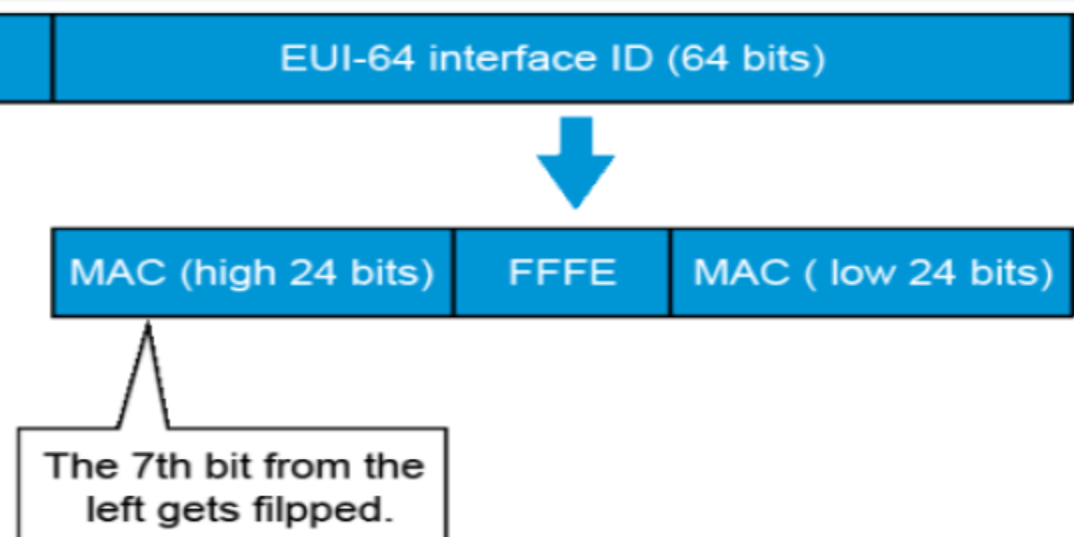 EUI-64 interface ID (64 bits)
MAC (high 24 bits)
FFFE
MAC ( low 24 bits)
The 7th bit from the
left gets filpped.